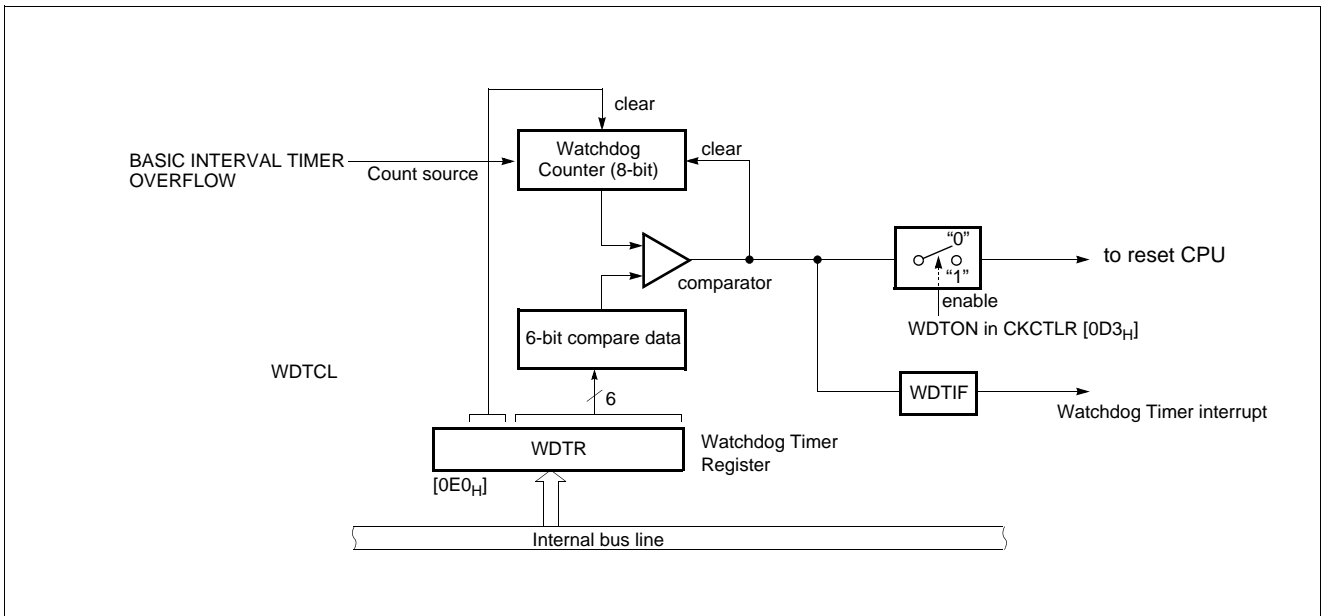 clear
BASIC INTERVAL TIMER
OVERFLOW
Count source
Watchdog
Counter (8-bit)
clear
comparator
“0”
“1”
enable
to reset CPU
WDTON in CKCTLR [0D3H]
6-bit compare data
WDTCL
6
WDTIF
Watchdog Timer interrupt
WDTR
Watchdog Timer
Register
[0E0H]
Internal bus line